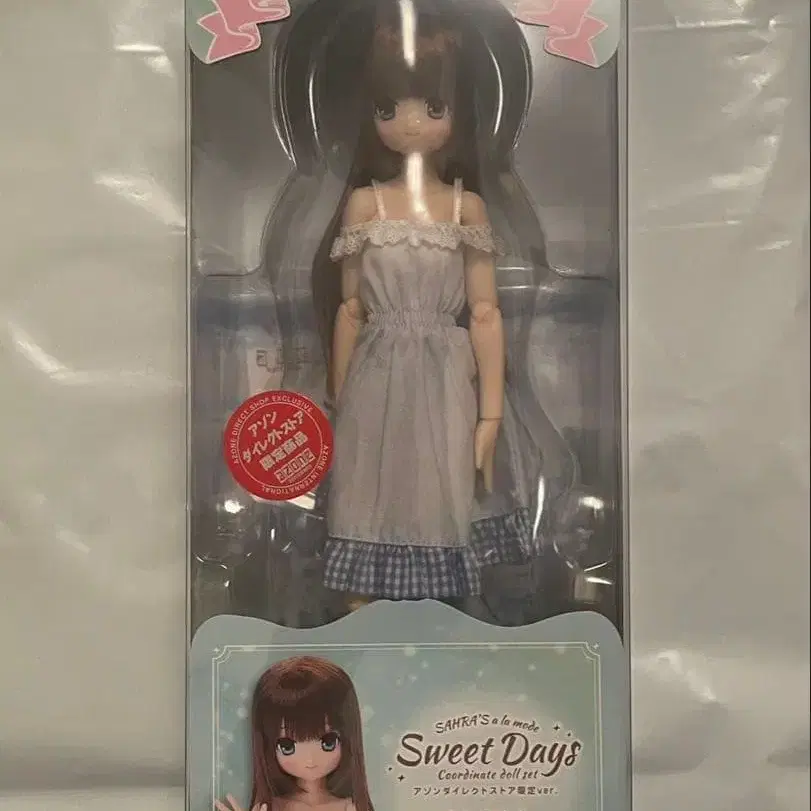 AZONE DIRECT SHOP EXCLUSIVE
アゾン
ダイレクトストア
限定商品
AZONE
AZONE INTERNATIONAL
SAHRA'S a la mode
Sweet Days
Coordinate doll set
アゾンダイレクトストア限定ver.